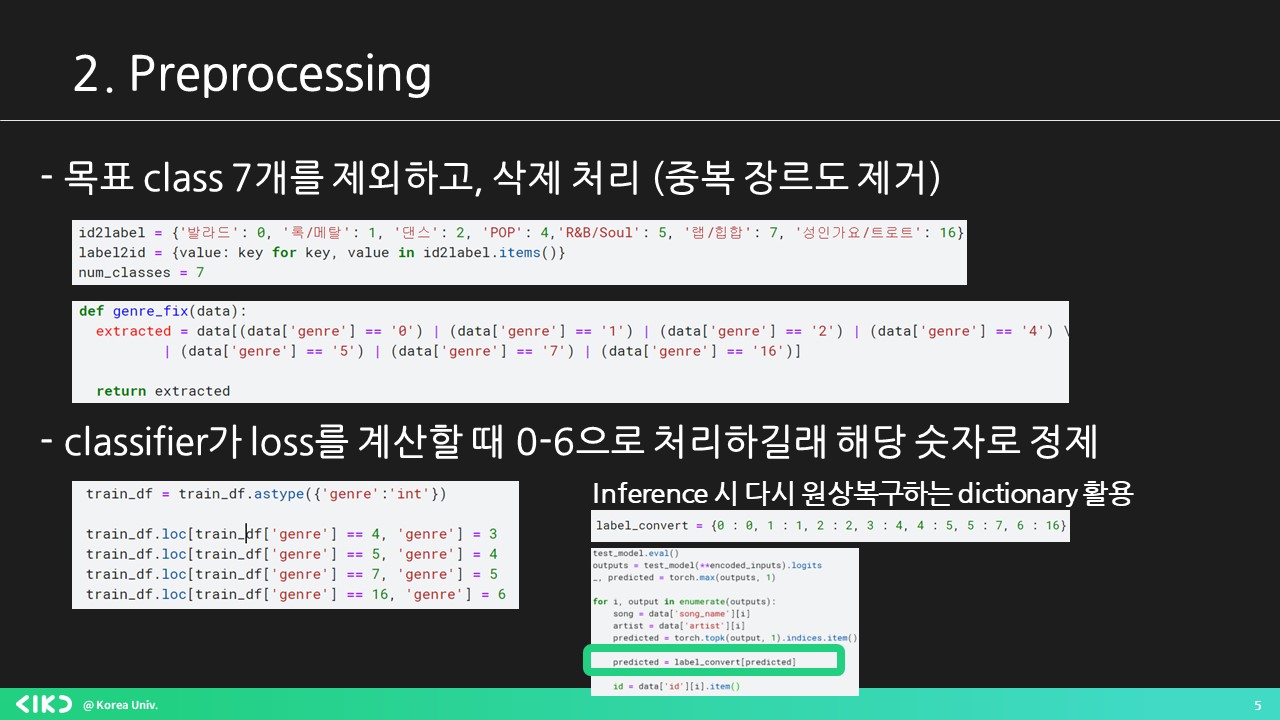 2. Preprocessing
- 목표 class 7개를 제외하고, 삭제 처리 (중복 장르도 제거)
id2label = {'발라드': 0, '록/메탈': 1, '댄스': 2, 'POP': 4,'R&B/Soul': 5, '랩/힙합': 7, '성인가요/트로트': 16}
label2id = {value: key for key, value in id2label.items()}
num_classes = 7
def genre_fix(data):
  extracted = data[(data['genre'] == '0') | (data['genre'] == '1') | (data['genre'] == '2') | (data['genre'] == '4') \
          | (data['genre'] == '5') | (data['genre'] == '7') | (data['genre'] == '16')]
  return extracted
- classifier가 loss를 계산할 때 0-6으로 처리하길래 해당 숫자로 정제
train_df = train_df.astype({'genre':'int'})
train_df.loc[train_df['genre'] == 4, 'genre'] = 3
train_df.loc[train_df['genre'] == 5, 'genre'] = 4
train_df.loc[train_df['genre'] == 7, 'genre'] = 5
train_df.loc[train_df['genre'] == 16, 'genre'] = 6
Inference 시 다시 원상복구하는 dictionary 활용
label_convert = {0 : 0, 1 : 1, 2 : 2, 3 : 4, 4 : 5, 5 : 7, 6 : 16}
test_model.eval()
outputs = test_model(**encoded_inputs).logits
_, predicted = torch.max(outputs, 1)
for i, output in enumerate(outputs):
    song = data['song_name'][i]
    artist = data['artist'][i]
    predicted = torch.topk(output, 1).indices.item()
    predicted = label_convert[predicted]
    id = data['id'][i].item()
@ Korea Univ.
5